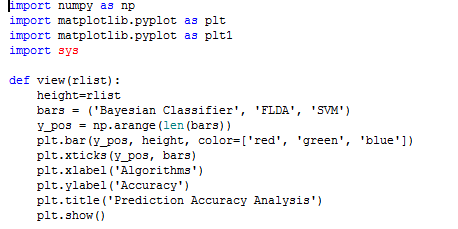 import numpy as np
import matplotlib.pyplot as plt
import matplotlib.pyplot as plt1
import sys

def view(rlist):
    height=rlist
    bars = ('Bayesian Classifier', 'FLDA', 'SVM')
    y_pos = np.arange(len(bars))
    plt.bar(y_pos, height, color=['red', 'green', 'blue'])
    plt.xticks(y_pos, bars)
    plt.xlabel('Algorithms')
    plt.ylabel('Accuracy')
    plt.title('Prediction Accuracy Analysis')
    plt.show()